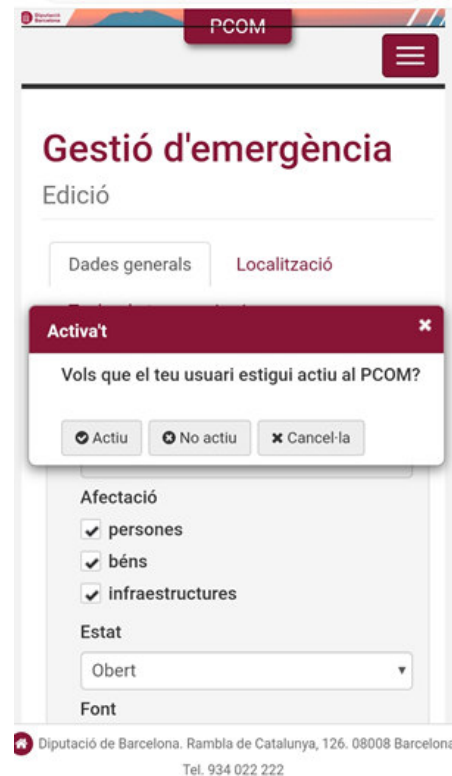 Diputació
Barcelona
PCOM
Gestió d'emergència
Edició
Dades generals
Localització
Activa't
Vols que el teu usuari estigui actiu al PCOM?
Actiu
No actiu
Cancel·la
Afectació
persones
béns
infraestructures
Estat
Obert
Font
Diputació de Barcelona. Rambla de Catalunya, 126. 08008 Barcelona
Tel. 934 022 222